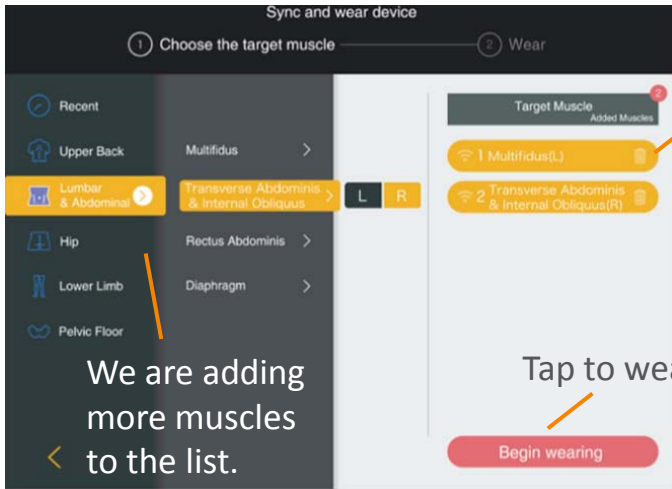 Sync and wear device
1 Choose the target muscle
2 Wear
Recent
Upper Back
Lumbar
& Abdominal
Hip
Lower Limb
Pelvic Floor
Multifidus
Transverse Abdominis
& Internal Obliquus
Rectus Abdominis
Diaphragm
L R
Target Muscle
Added Muscles
2
1 Multifidus(L)
2 Transverse Abdominis
& Internal Obliquus(R)
We are adding
more muscles
to the list.
Tap to
Begin wearing